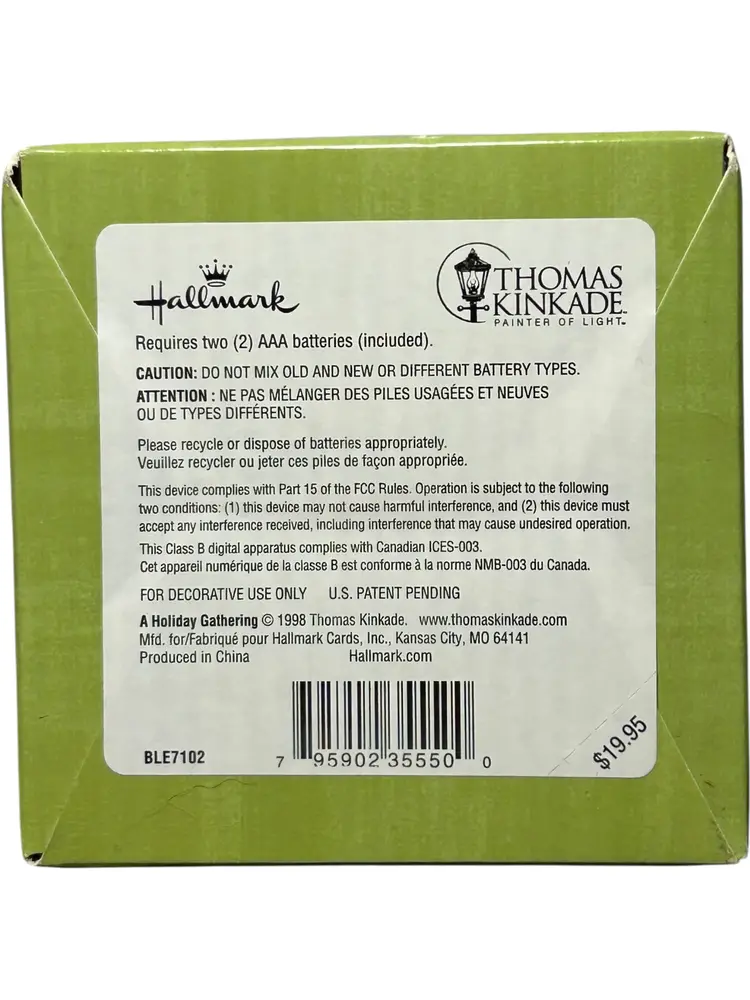 Hallmark
THOMAS
KINKADE™
PAINTER OF LIGHT™
Requires two (2) AAA batteries (included).
CAUTION: DO NOT MIX OLD AND NEW OR DIFFERENT BATTERY TYPES.
ATTENTION : NE PAS MÉLANGER DES PILES USAGÉES ET NEUVES
OU DE TYPES DIFFÉRENTS.
Please recycle or dispose of batteries appropriately.
Veuillez recycler ou jeter ces piles de façon appropriée.
This device complies with Part 15 of the FCC Rules. Operation is subject to the following
two conditions: (1) this device may not cause harmful interference, and (2) this device must
accept any interference received, including interference that may cause undesired operation.
This Class B digital apparatus complies with Canadian ICES-003.
Cet appareil numérique de la classe B est conforme à la norme NMB-003 du Canada.
FOR DECORATIVE USE ONLY U.S. PATENT PENDING
A Holiday Gathering © 1998 Thomas Kinkade. www.thomaskinkade.com
Mfd. for/Fabriqué pour Hallmark Cards, Inc., Kansas City, MO 64141
Produced in China Hallmark.com
BLE7102
7 95902 35550 0
$19.95